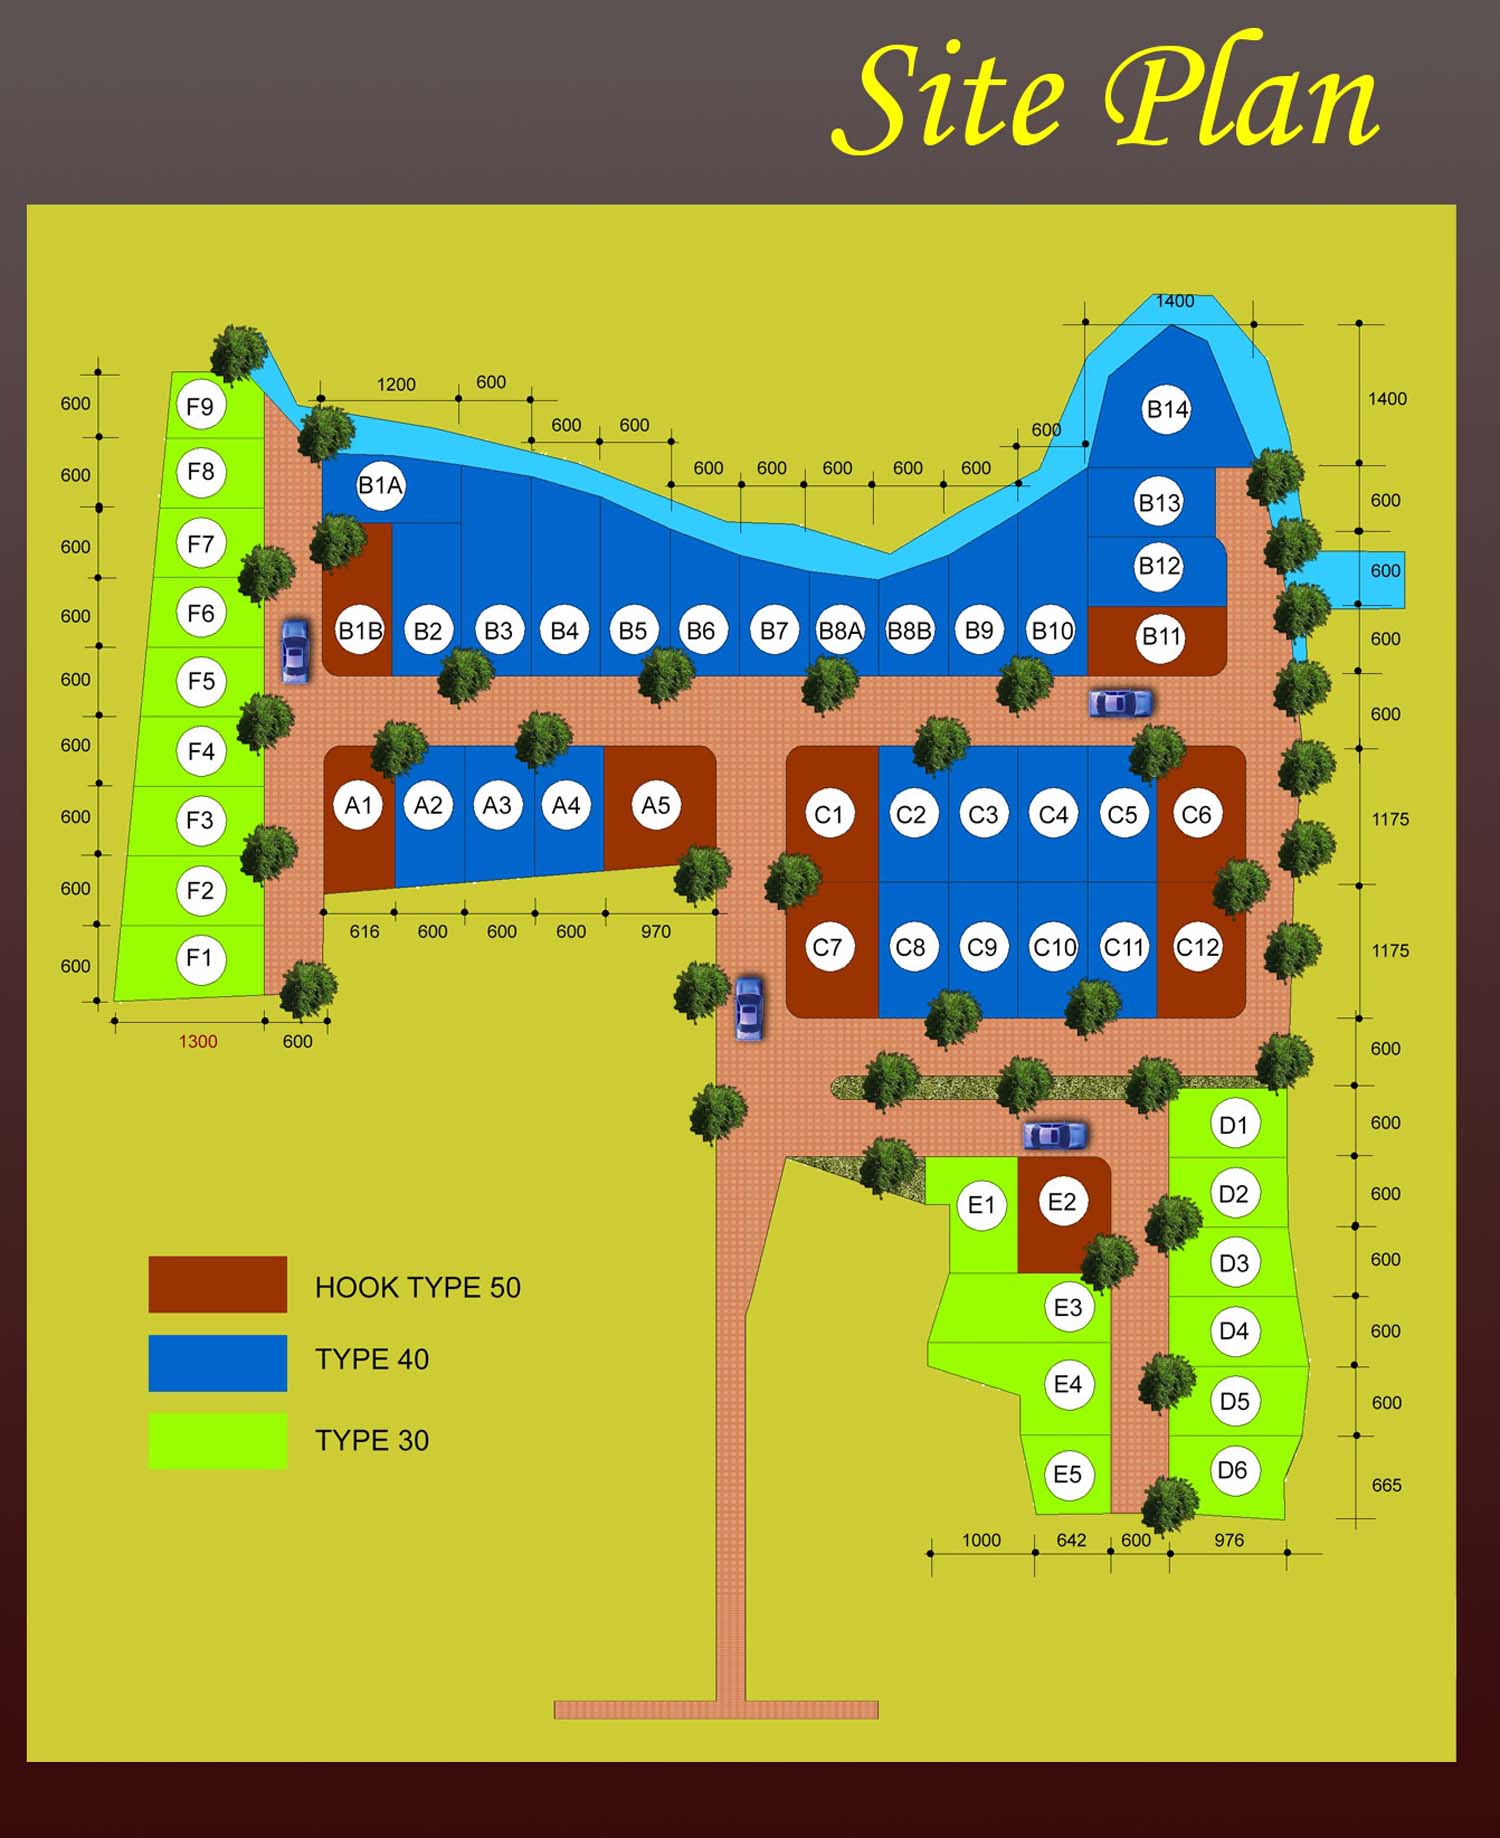 Site Plan
1400
1200
600
600
600
600
600
600
600
600
600
600
1400
600
600
600
600
1175
1175
600
600
600
600
600
600
665
600
600
600
600
600
600
600
600
600
F9
F8
F7
F6
F5
F4
F3
F2
F1
1300
600
B1A
B14
B13
B12
B11
B1B
B2
B3
B4
B5
B6
B7
B8A
B8B
B9
B10
A1
A2
A3
A4
A5
616
600
600
600
970
C1
C2
C3
C4
C5
C6
C7
C8
C9
C10
C11
C12
D1
D2
D3
D4
D5
D6
E1
E2
E3
E4
E5
1000
642
600
976
HOOK TYPE 50
TYPE 40
TYPE 30